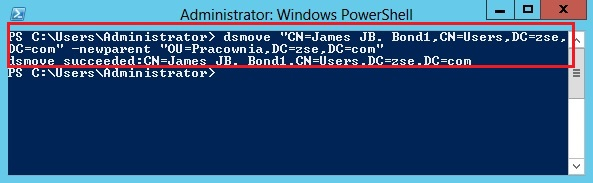 Administrator: Windows PowerShell
PS C:\Users\Administrator> dsmove "CN=James JB. Bond1,CN=Users,DC=zse,
DC=com" -newparent "OU=Pracownia,DC=zse,DC=com"
dsmove succeeded:CN=James JB. Bond1,CN=Users,DC=zse,DC=com
PS C:\Users\Administrator>